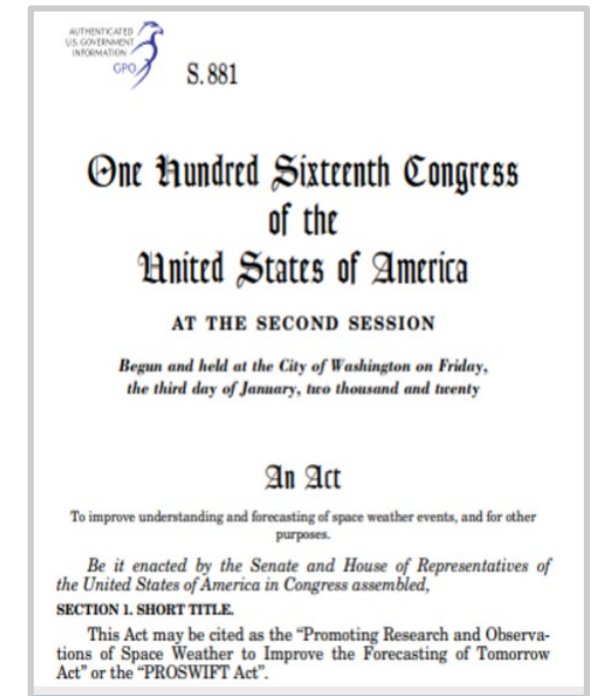 AUTHENTICATED
U.S. GOVERNMENT
INFORMATION
GPO
S. 881
One Hundred Sixteenth Congress
of the
United States of America
AT THE SECOND SESSION
Begun and held at the City of Washington on Friday,
the third day of January, two thousand and twenty
An Act
To improve understanding and forecasting of space weather events, and for other
purposes.
Be it enacted by the Senate and House of Representatives of
the United States of America in Congress assembled,
SECTION 1. SHORT TITLE.
This Act may be cited as the “Promoting Research and Observa-
tions of Space Weather to Improve the Forecasting of Tomorrow
Act” or the “PROSWIFT Act”.